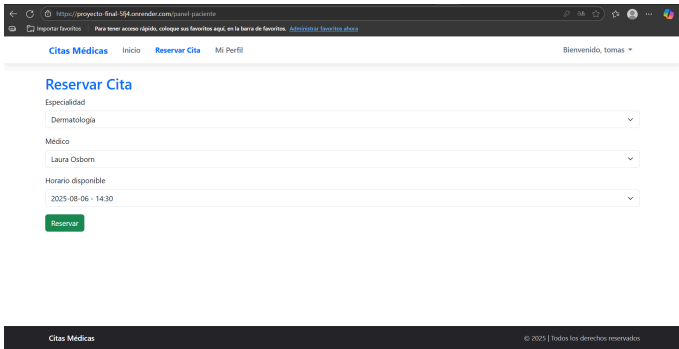 https://proyecto-final-5fj4.onrender.com/panel-paciente
Importar favoritos Para tener acceso rápido, coloque sus favoritos aquí, en la barra de favoritos. Administrar favoritos ahora
Citas Médicas Inicio Reservar Cita Mi Perfil Bienvenido, tomas
Reservar Cita
Especialidad
Dermatología
Médico
Laura Osborn
Horario disponible
2025-08-06 - 14:30
Reservar
Citas Médicas © 2025 | Todos los derechos reservados